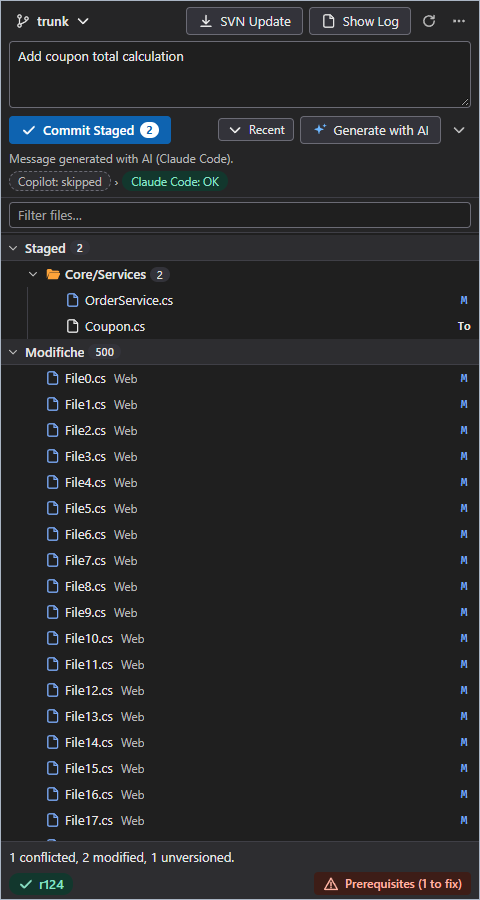 trunk SVN Update Show Log
Add coupon total calculation
Commit Staged 2 Recent Generate with AI
Message generated with AI (Claude Code).
Copilot: skipped › Claude Code: OK
Filter files...
Staged 2
Core/Services 2
OrderService.cs M
Coupon.cs To
Modifiche 500
File0.cs Web M
File1.cs Web M
File2.cs Web M
File3.cs Web M
File4.cs Web M
File5.cs Web M
File6.cs Web M
File7.cs Web M
File8.cs Web M
File9.cs Web M
File10.cs Web M
File11.cs Web M
File12.cs Web M
File13.cs Web M
File14.cs Web M
File15.cs Web M
File16.cs Web M
File17.cs Web M
1 conflicted, 2 modified, 1 unversioned.
r124 Prerequisites (1 to fix)